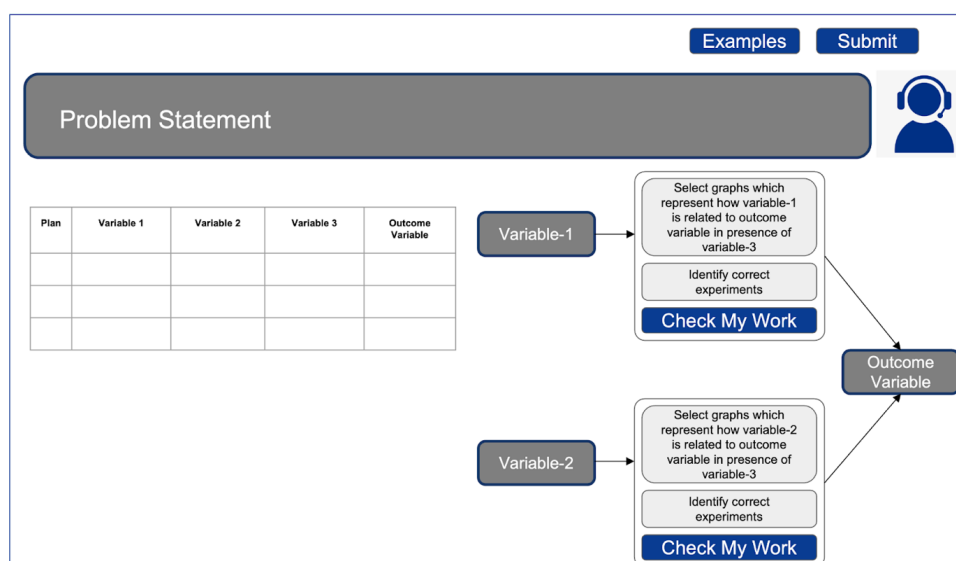 Examples
Submit
Problem Statement
Plan
Variable 1
Variable 2
Variable 3
Outcome
Variable
Variable-1
Select graphs which
represent how variable-1
is related to outcome
variable in presence of
variable-3
Identify correct
experiments
Check My Work
Outcome
Variable
Variable-2
Select graphs which
represent how variable-2
is related to outcome
variable in presence of
variable-3
Identify correct
experiments
Check My Work